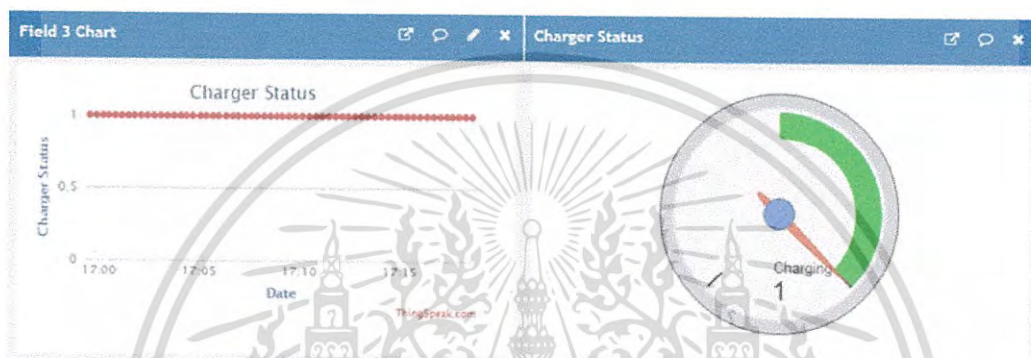 Field 3 Chart
Charger Status
Charger Status
Charger Status
1
0.5
0
17:00 17:05 17:10 17:15
Date
ThingSpeak.com
Charging
1